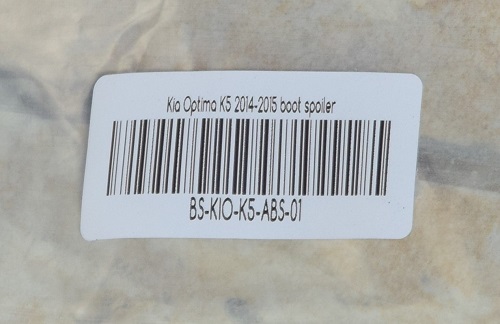 Kia Optima K5 2014-2015 boot spoiler
BS-KIO-K5-ABS-01